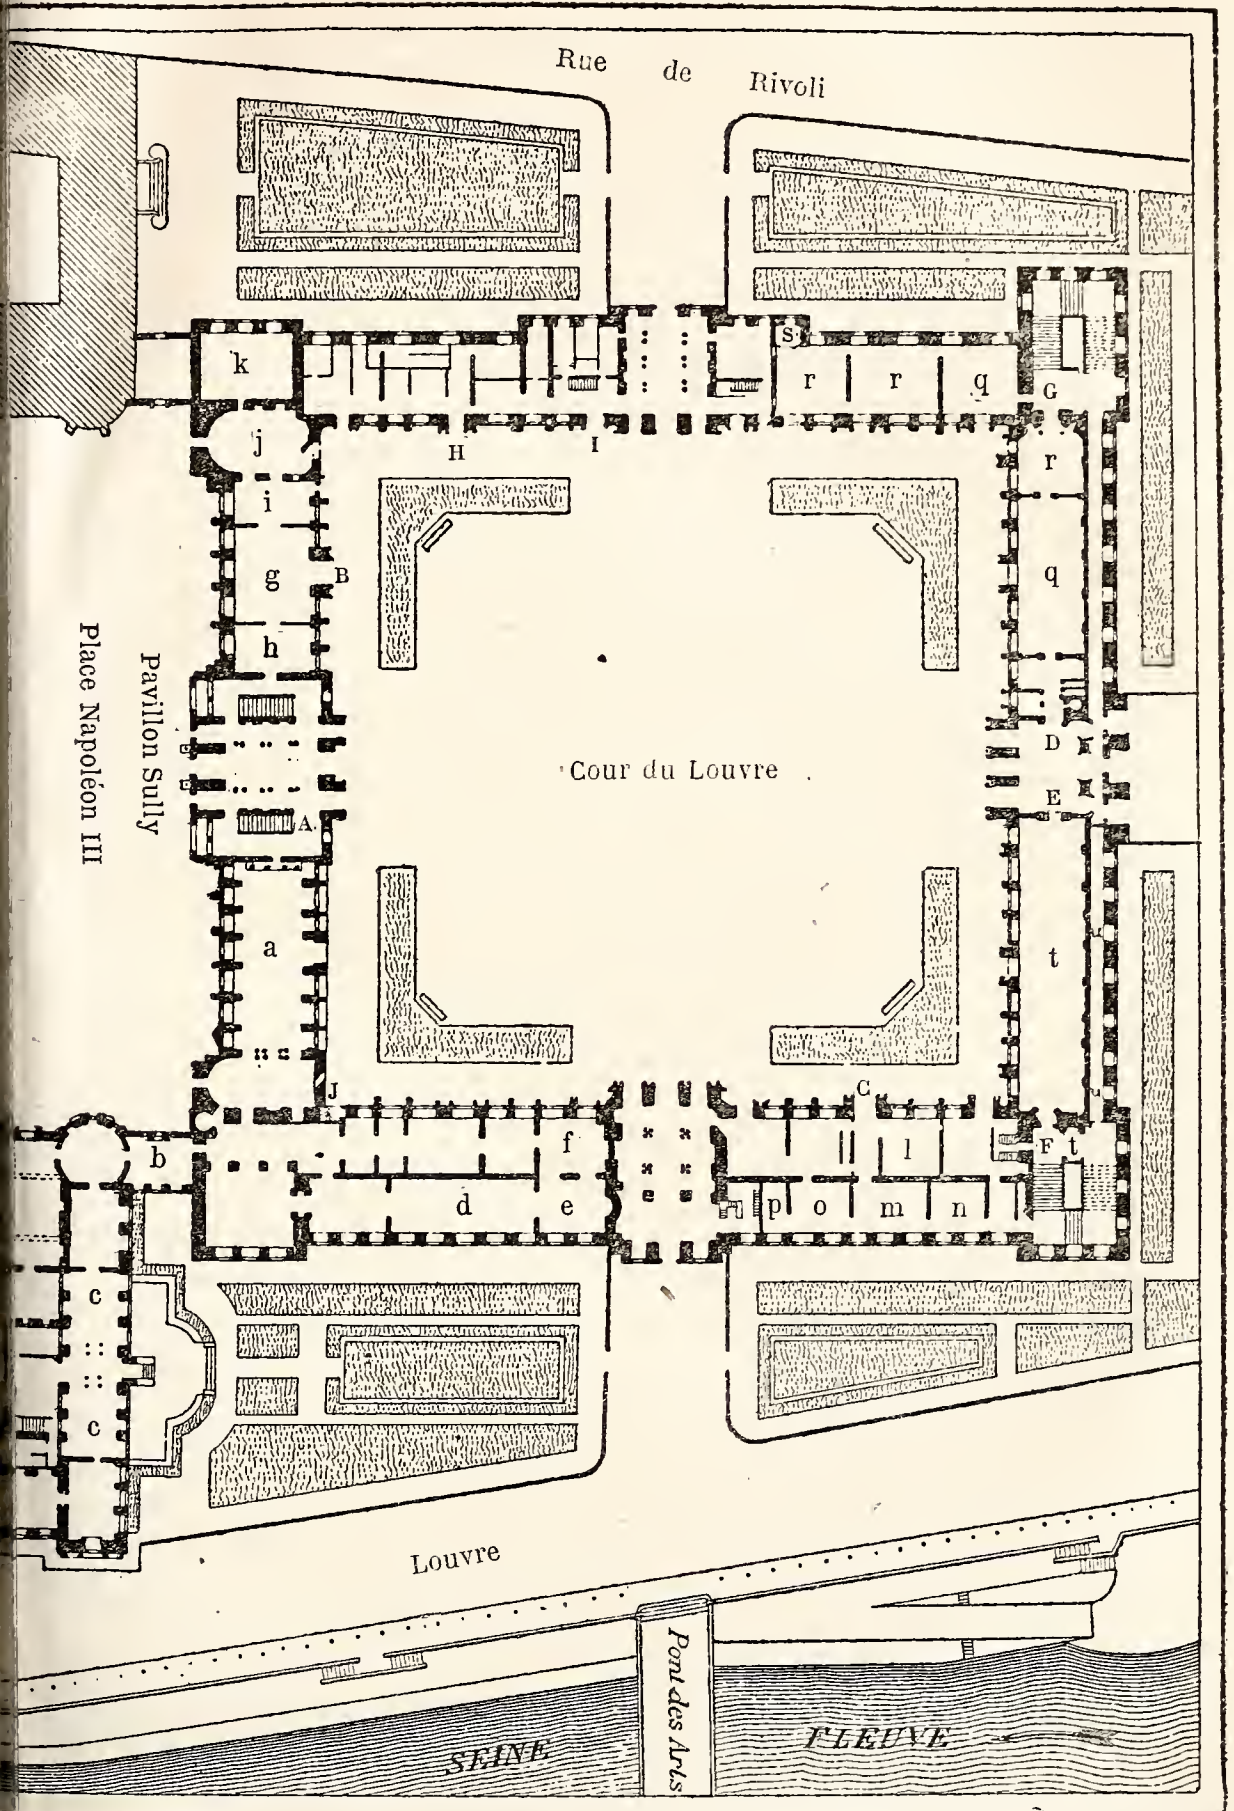 Rue de Rivoli
S.
k
r
r
q
G
j
H
I
r
i
g
B
q
h
Place Napoléon III
Pavillon Sully
D
Cour du Louvre
E
A.
a
u
t
J
C
u
b
f
l
F
t
d
e
p
o
m
n
c
c
Louvre
Pont des Arts
SEINE
FLEUVE